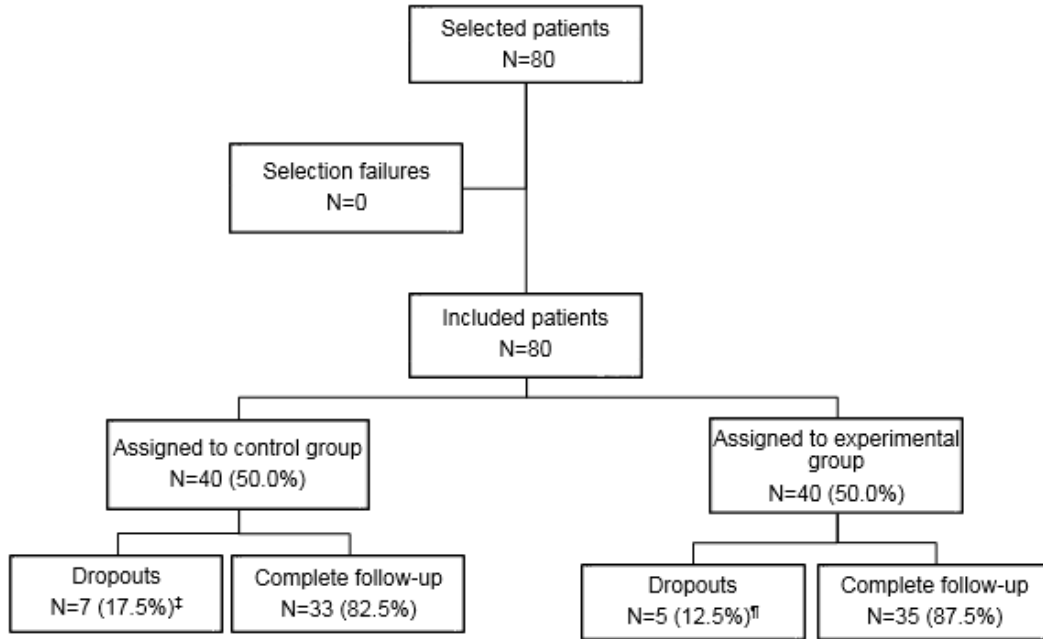 Selected patients
N=80
Selection failures
N=0
Included patients
N=80
Assigned to control group
N=40 (50.0%)
Assigned to experimental
group
N=40 (50.0%)
Dropouts
N=7 (17.5%)‡
Complete follow-up
N=33 (82.5%)
Dropouts
N=5 (12.5%)¶
Complete follow-up
N=35 (87.5%)